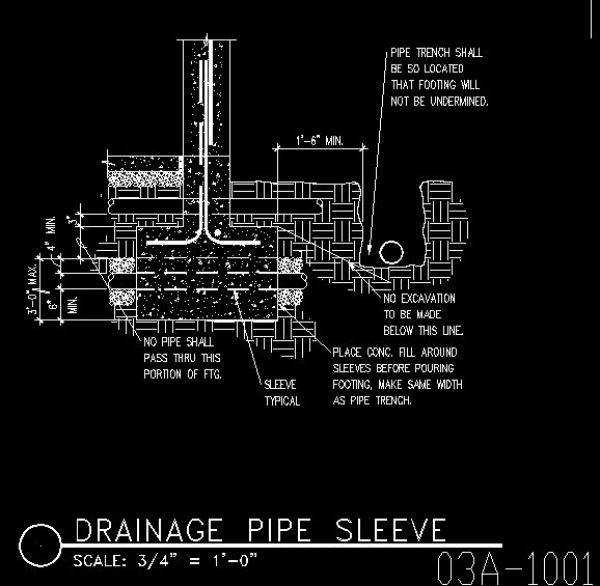 PIPE TRENCH SHALL
BE SO LOCATED
THAT FOOTING WILL
NOT BE UNDERMINED.
1'-6" MIN.
3"
4" MIN.
3'-0" MAX.
6" MIN.
NO EXCAVATION
TO BE MADE
BELOW THIS LINE.
NO PIPE SHALL
PASS THRU THIS
PORTION OF FTG.
PLACE CONC. FILL AROUND
SLEEVES BEFORE POURING
FOOTING, MAKE SAME WIDTH
AS PIPE TRENCH.
SLEEVE
TYPICAL
DRAINAGE PIPE SLEEVE
SCALE: 3/4" = 1'-0"
03A-1001